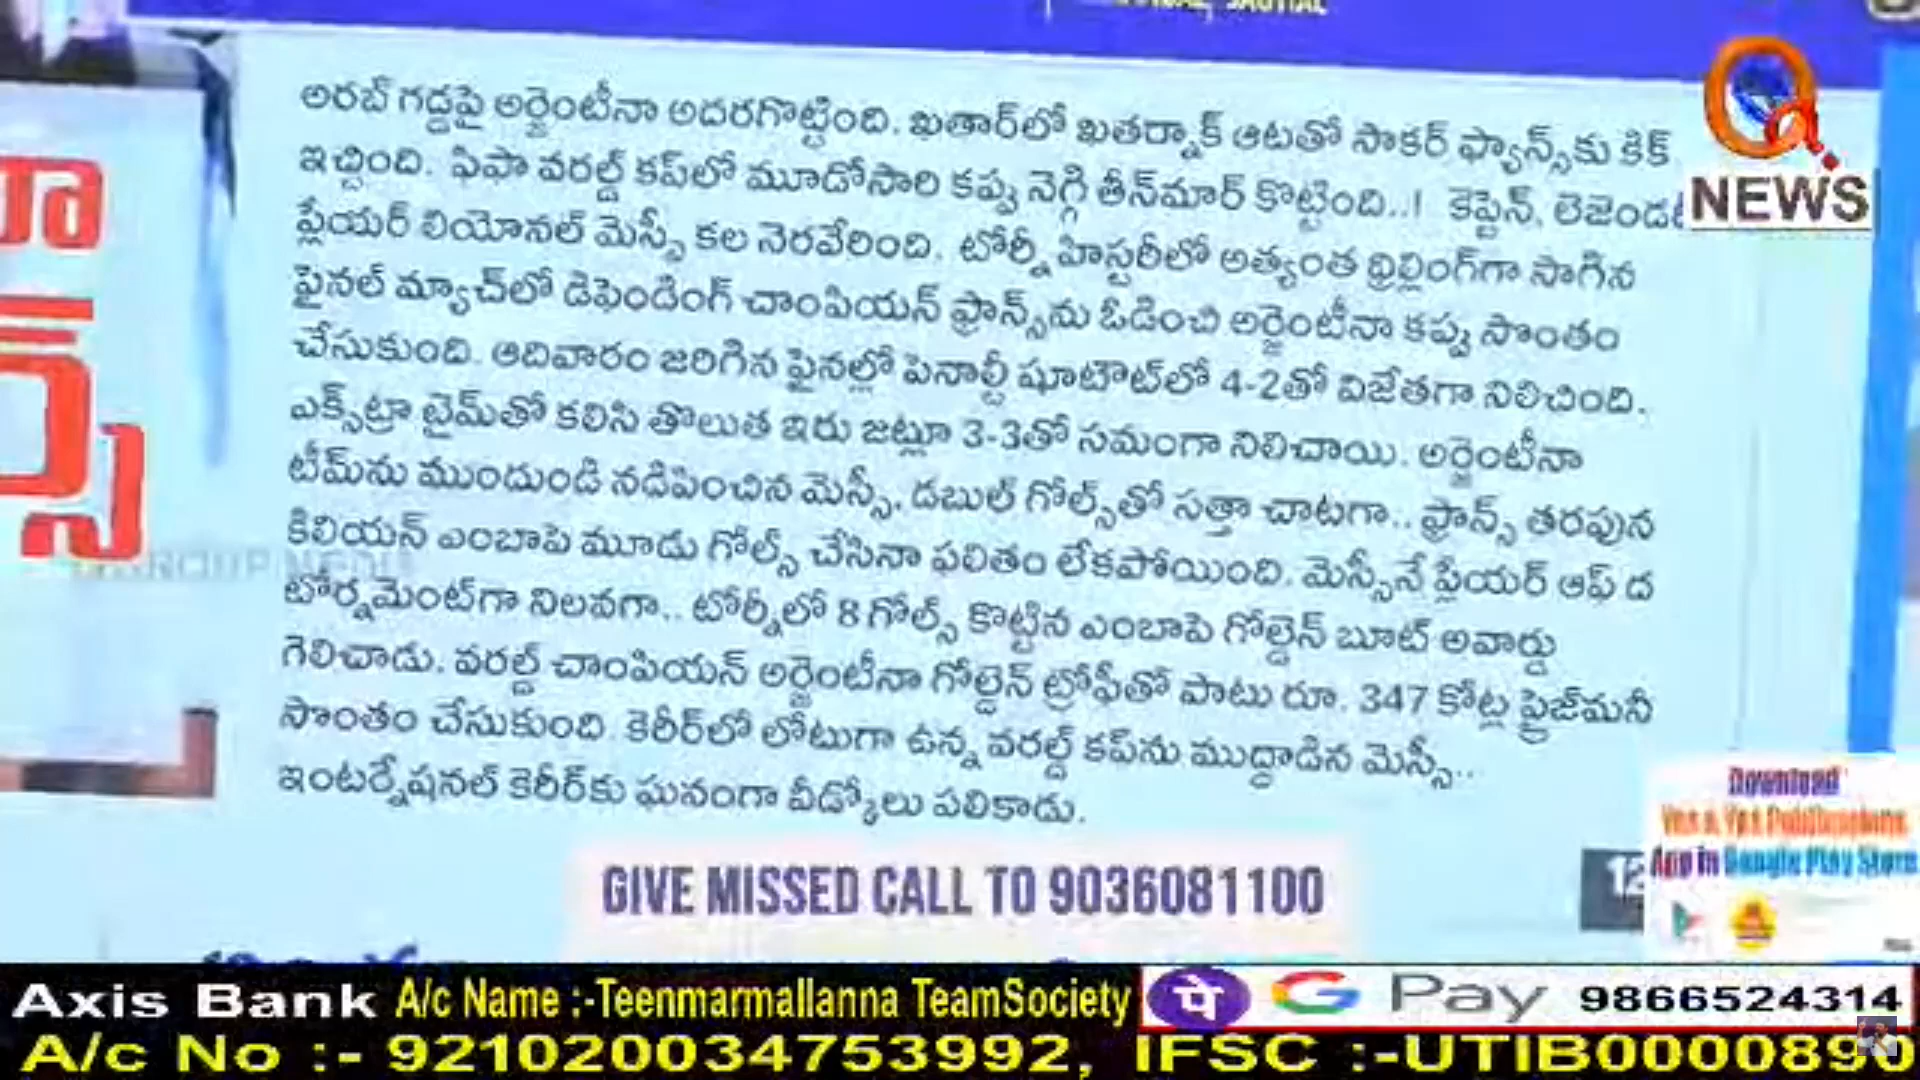 అరబ్ గడ్డపై అర్జెంటీనా అదరగొట్టింది. ఖతార్‌లో ఖతర్నాక్ ఆటతో సాకర్ ఫ్యాన్స్‌కు కిక్
ఇచ్చింది. ఫిఫా వరల్డ్ కప్‌లో మూడోసారి కప్పు నెగ్గి తీన్‌మార్ కొట్టింది..! కెప్టెన్,
ప్లేయర్ లియోనల్ మెస్సీ కల నెరవేరింది. టోర్నీ హిస్టరీలో అత్యంత థ్రిల్లింగ్‌గా సాగిన
ఫైనల్ మ్యాచ్‌లో డిఫెండింగ్ చాంపియన్ ఫ్రాన్స్‌ను ఓడించి అర్జెంటీనా కప్పు సొంతం
చేసుకుంది. ఆదివారం జరిగిన ఫైనల్లో పెనాల్టీ షూటౌట్‌లో 4-2తో విజేతగా నిలిచింది.
ఎక్స్‌ట్రా టైమ్‌తో కలిసి తొలుత ఇరు జట్లూ 3-3తో సమంగా నిలిచాయి. అర్జెంటీనా
టీమ్‌ను ముందుండి నడిపించిన మెస్సీ, డబుల్ గోల్స్‌తో సత్తా చాటగా.. ఫ్రాన్స్ తరపున
కిలియన్ ఎంబాపె మూడు గోల్స్ చేసినా ఫలితం లేకపోయింది. మెస్సీనే ప్లేయర్ ఆఫ్ ద
టోర్నమెంట్‌గా నిలవగా.. టోర్నీలో 8 గోల్స్ కొట్టిన ఎంబాపె గోల్డెన్ బూట్ అవార్డు
గెలిచాడు. వరల్డ్ చాంపియన్ అర్జెంటీనా గోల్డెన్ ట్రోఫీతో పాటు రూ. 347 కోట్ల ప్రైజ్‌మనీ
సొంతం చేసుకుంది. కెరీర్‌లో లోటుగా ఉన్న వరల్డ్ కప్‌ను ముద్దాడిన మెస్సీ..
ఇంటర్నేషనల్ కెరీర్‌కు ఘనంగా వీడ్కోలు పలికాడు.
Q
NEWS
GIVE MISSED CALL TO 9036081100
Download
App in Google Play Store
Axis Bank A/c Name :-Teenmarmallanna TeamSociety
पे G Pay 9866524314
A/c No :- 921020034753992, IFSC :-UTIB0000890